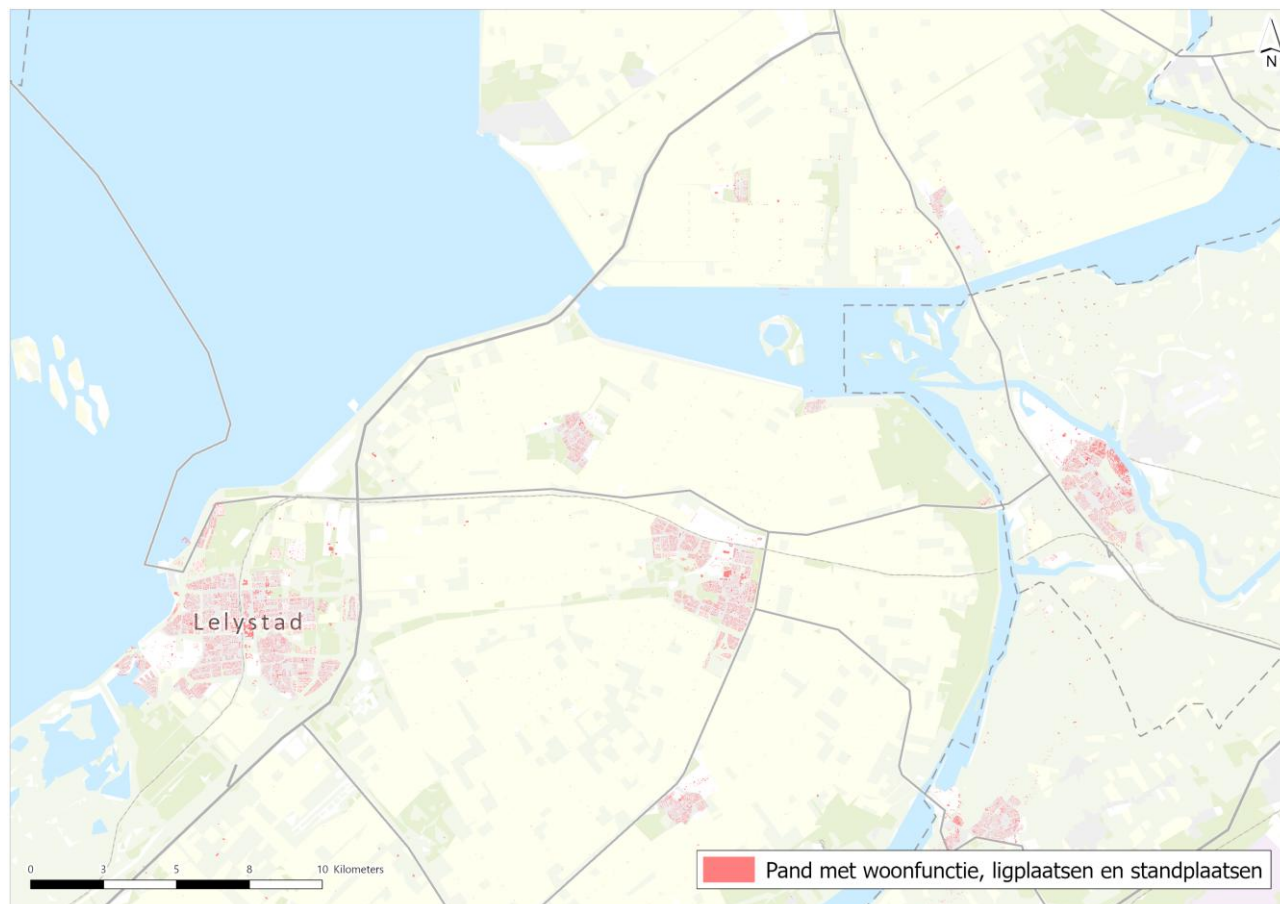 N
Lelystad
0 3 5 8 10 Kilometers
Pand met woonfunctie, ligplaatsen en standplaatsen